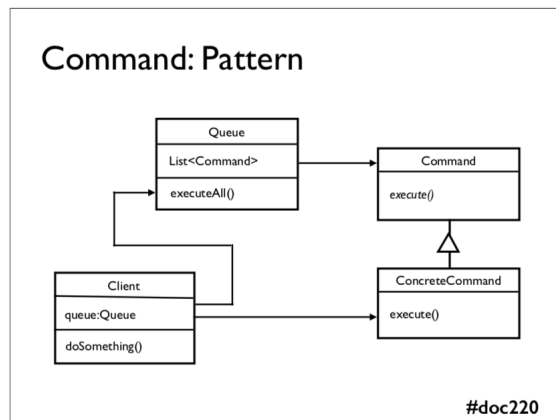 Command: Pattern
Queue
List<Command>
executeAll()
Command
execute()
Client
queue:Queue
doSomething()
ConcreteCommand
execute()
#doc220